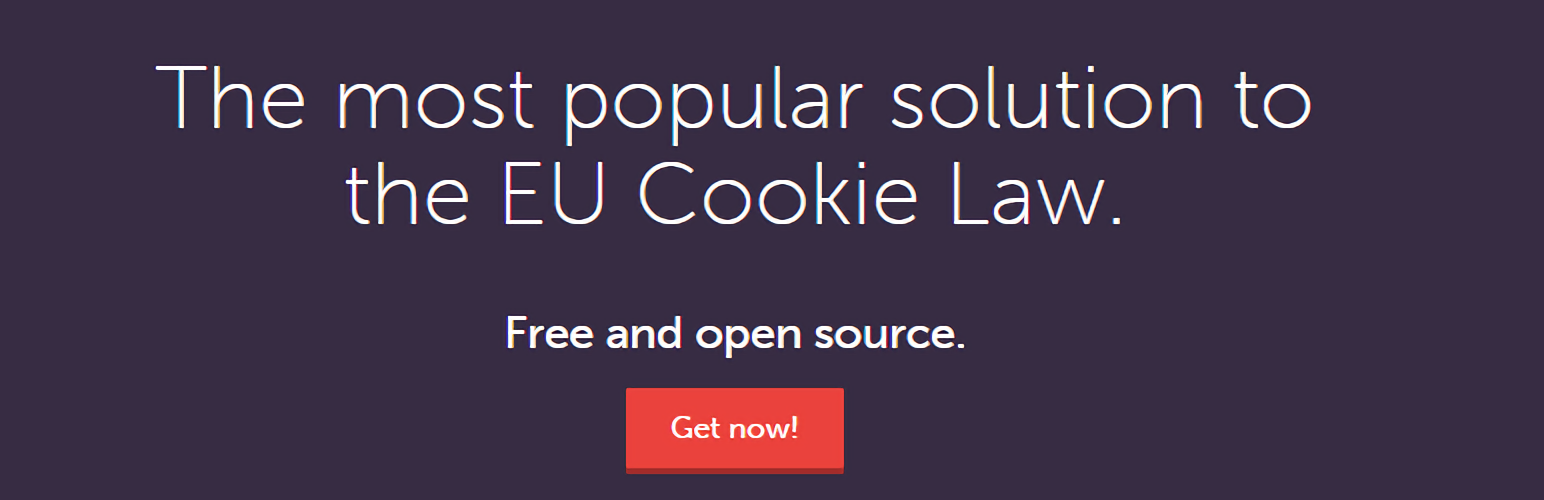 The most popular solution to
the EU Cookie Law.
Free and open source.
Get now!